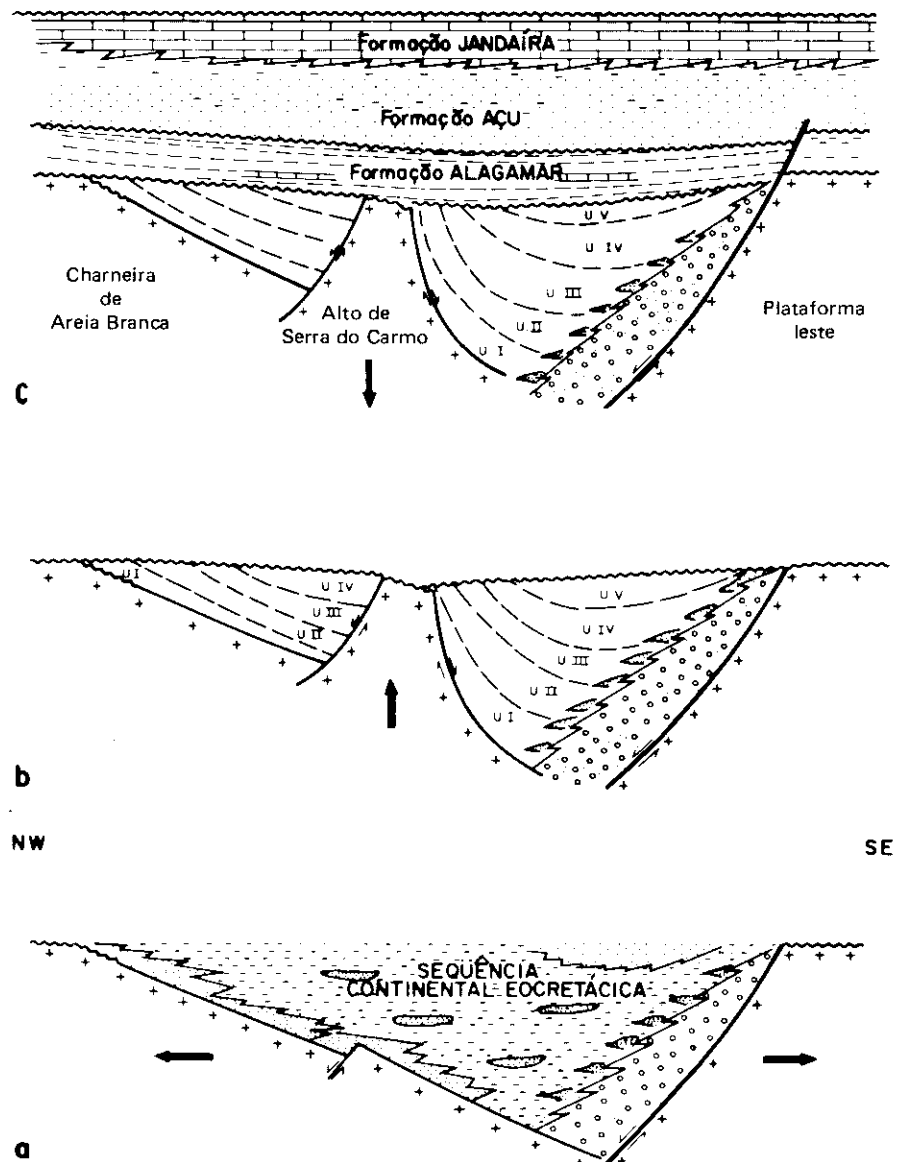 Formação JANDAÍRA
Formação AÇU
Formação ALAGAMAR
U V
U IV
U III
U II
U I
Charneira
de
Areia Branca
Alto de
Serra do Carmo
Plataforma
leste
c
U I
U IV
U III
U II
U V
U IV
U III
U II
U I
b
NW
SE
SEQUÊNCIA
CONTINENTAL EOCRETÁCICA
a